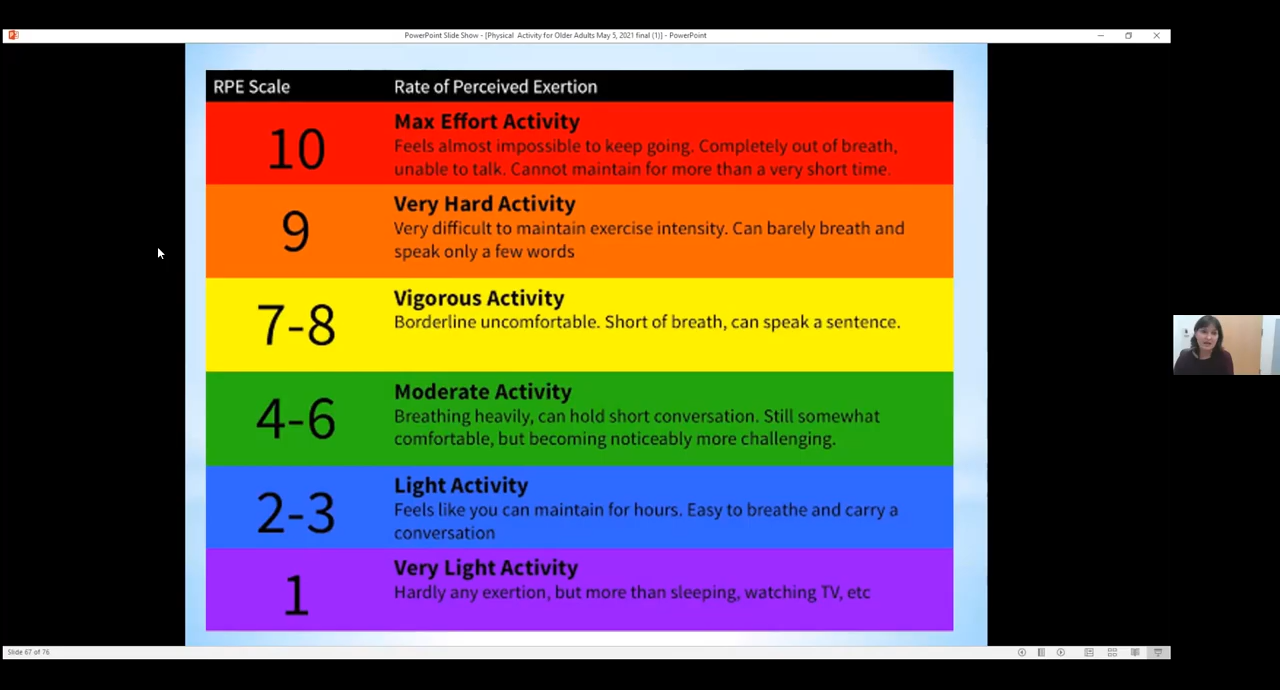 PowerPoint Slide Show - [Physical Activity for Older Adults May 5, 2021 final (1)] - PowerPoint
RPE Scale Rate of Perceived Exertion
10
Max Effort Activity
Feels almost impossible to keep going. Completely out of breath,
unable to talk. Cannot maintain for more than a very short time.
9
Very Hard Activity
Very difficult to maintain exercise intensity. Can barely breath and
speak only a few words
7-8
Vigorous Activity
Borderline uncomfortable. Short of breath, can speak a sentence.
4-6
Moderate Activity
Breathing heavily, can hold short conversation. Still somewhat
comfortable, but becoming noticeably more challenging.
2-3
Light Activity
Feels like you can maintain for hours. Easy to breathe and carry a
conversation
1
Very Light Activity
Hardly any exertion, but more than sleeping, watching TV, etc
Slide 67 of 76